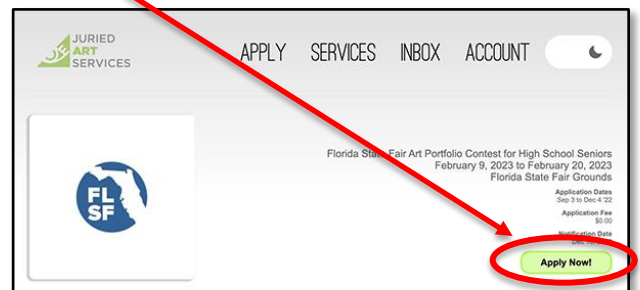 JURIED
ART
SERVICES
APPLY SERVICES INBOX ACCOUNT
FL
SF
Florida State Fair Art Portfolio Contest for High School Seniors
February 9, 2023 to February 20, 2023
Florida State Fair Grounds
Application Dates
Sep 3 to Dec 4 '22
Application Fee
$0.00
Notification Date
Apply Now!